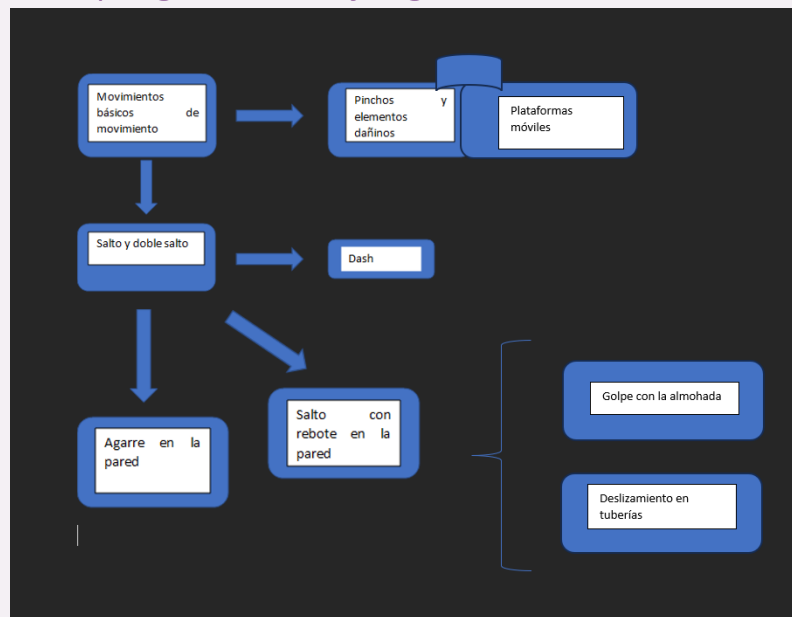 Movimientos
básicos de
movimiento
Pinchos y
elementos
dañinos
Plataformas
móviles
Salto y doble salto
Dash
Agarre en la
pared
Salto con
rebote en la
pared
Golpe con la almohada
Deslizamiento en
tuberías